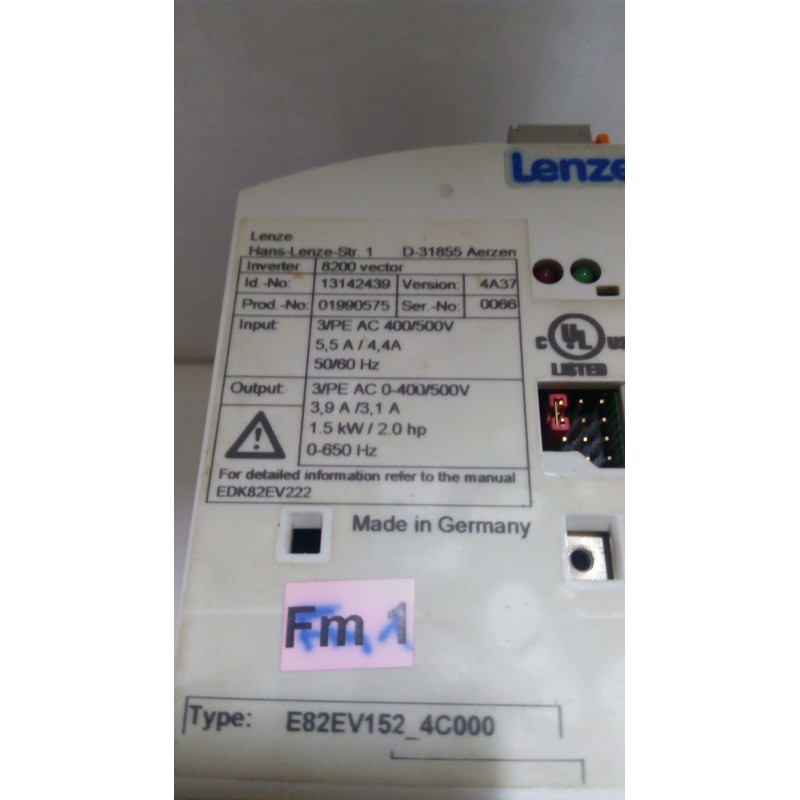 Lenze
Lenze
Hans-Lenze-Str. 1 D-31855 Aerzen
Inverter 8200 vector
Id.-No: 13142439 Version: 4A37
Prod.-No: 01990575 Ser.-No: 0066
Input: 3/PE AC 400/500V
5,5 A / 4,4A
50/60 Hz
Output: 3/PE AC 0-400/500V
3,9 A /3,1 A
1.5 kW / 2.0 hp
0-650 Hz
For detailed information refer to the manual
EDK82EV222
C UL US
LISTED
Made in Germany
Fm 1
Type: E82EV152_4C000